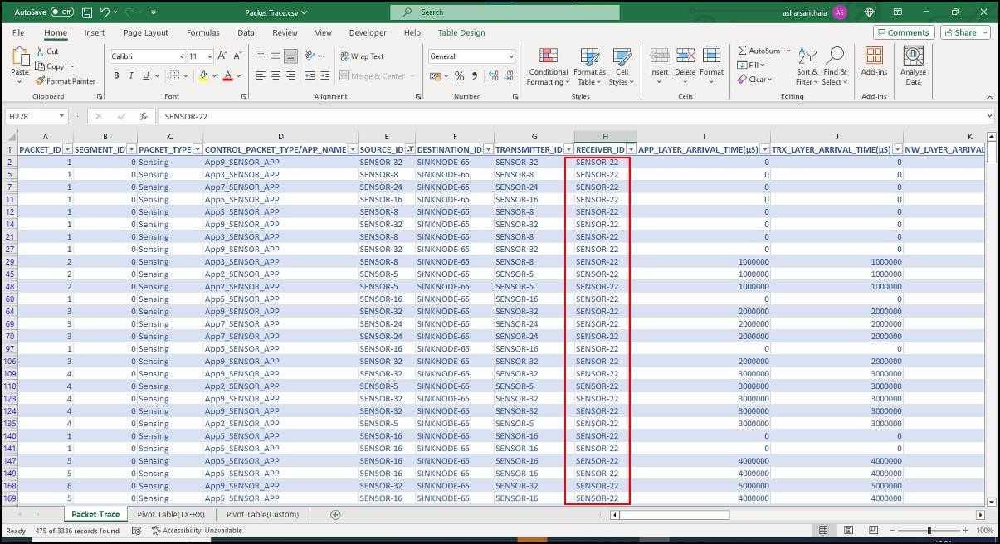 AutoSave Off Packet Trace.csv Search asha sarithala AS
File Home Insert Page Layout Formulas Data Review View Developer Help Table Design Comments Share
Paste Cut Copy Format Painter Clipboard
Calibri 11 A A B I U A Font
Wrap Text Merge & Center Alignment
General % Number
Conditional Formatting Format as Table Cell Styles Styles
Insert Delete Format Cells
AutoSum Fill Clear Sort & Filter Find & Select Editing
Add-ins Add-ins
Analyze Data
H278 fx SENSOR-22
A B C D E F G H I J K
1 PACKET_ID SEGMENT_ID PACKET_TYPE CONTROL_PACKET_TYPE/APP_NAME SOURCE_ID DESTINATION_ID TRANSMITTER_ID RECEIVER_ID APP_LAYER_ARRIVAL_TIME(μS) TRX_LAYER_ARRIVAL_TIME(μS) NW_LAYER_ARRIVAL
2 1 0 Sensing App9_SENSOR_APP SENSOR-32 SINKNODE-65 SENSOR-32 SENSOR-22 0 0
5 1 0 Sensing App3_SENSOR_APP SENSOR-8 SINKNODE-65 SENSOR-8 SENSOR-22 0 0
7 1 0 Sensing App7_SENSOR_APP SENSOR-24 SINKNODE-65 SENSOR-24 SENSOR-22 0 0
11 1 0 Sensing App5_SENSOR_APP SENSOR-16 SINKNODE-65 SENSOR-16 SENSOR-22 0 0
12 1 0 Sensing App3_SENSOR_APP SENSOR-8 SINKNODE-65 SENSOR-8 SENSOR-22 0 0
14 1 0 Sensing App9_SENSOR_APP SENSOR-32 SINKNODE-65 SENSOR-32 SENSOR-22 0 0
21 1 0 Sensing App3_SENSOR_APP SENSOR-8 SINKNODE-65 SENSOR-8 SENSOR-22 0 0
27 1 0 Sensing App9_SENSOR_APP SENSOR-32 SINKNODE-65 SENSOR-32 SENSOR-22 0 0
29 2 0 Sensing App3_SENSOR_APP SENSOR-8 SINKNODE-65 SENSOR-8 SENSOR-22 1000000 1000000
45 2 0 Sensing App2_SENSOR_APP SENSOR-5 SINKNODE-65 SENSOR-5 SENSOR-22 1000000 1000000
48 2 0 Sensing App2_SENSOR_APP SENSOR-5 SINKNODE-65 SENSOR-5 SENSOR-22 1000000 1000000
60 1 0 Sensing App5_SENSOR_APP SENSOR-16 SINKNODE-65 SENSOR-16 SENSOR-22 0 0
64 3 0 Sensing App9_SENSOR_APP SENSOR-32 SINKNODE-65 SENSOR-32 SENSOR-22 2000000 2000000
69 3 0 Sensing App7_SENSOR_APP SENSOR-24 SINKNODE-65 SENSOR-24 SENSOR-22 2000000 2000000
70 3 0 Sensing App7_SENSOR_APP SENSOR-24 SINKNODE-65 SENSOR-24 SENSOR-22 2000000 2000000
97 1 0 Sensing App5_SENSOR_APP SENSOR-16 SINKNODE-65 SENSOR-16 SENSOR-22 0 0
106 3 0 Sensing App9_SENSOR_APP SENSOR-32 SINKNODE-65 SENSOR-32 SENSOR-22 2000000 2000000
109 4 0 Sensing App9_SENSOR_APP SENSOR-32 SINKNODE-65 SENSOR-32 SENSOR-22 3000000 3000000
110 4 0 Sensing App2_SENSOR_APP SENSOR-5 SINKNODE-65 SENSOR-5 SENSOR-22 3000000 3000000
123 4 0 Sensing App9_SENSOR_APP SENSOR-32 SINKNODE-65 SENSOR-32 SENSOR-22 3000000 3000000
124 4 0 Sensing App9_SENSOR_APP SENSOR-32 SINKNODE-65 SENSOR-32 SENSOR-22 3000000 3000000
135 4 0 Sensing App2_SENSOR_APP SENSOR-5 SINKNODE-65 SENSOR-5 SENSOR-22 3000000 3000000
140 1 0 Sensing App5_SENSOR_APP SENSOR-16 SINKNODE-65 SENSOR-16 SENSOR-22 0 0
141 1 0 Sensing App5_SENSOR_APP SENSOR-16 SINKNODE-65 SENSOR-16 SENSOR-22 0 0
147 5 0 Sensing App5_SENSOR_APP SENSOR-16 SINKNODE-65 SENSOR-16 SENSOR-22 4000000 4000000
149 5 0 Sensing App5_SENSOR_APP SENSOR-16 SINKNODE-65 SENSOR-16 SENSOR-22 4000000 4000000
168 6 0 Sensing App9_SENSOR_APP SENSOR-32 SINKNODE-65 SENSOR-32 SENSOR-22 5000000 5000000
169 5 0 Sensing App5_SENSOR_APP SENSOR-16 SINKNODE-65 SENSOR-16 SENSOR-22 4000000 4000000
Packet Trace Pivot Table(TX-RX) Pivot Table(Custom)
Ready 475 of 3336 records found Accessibility: Unavailable 100%